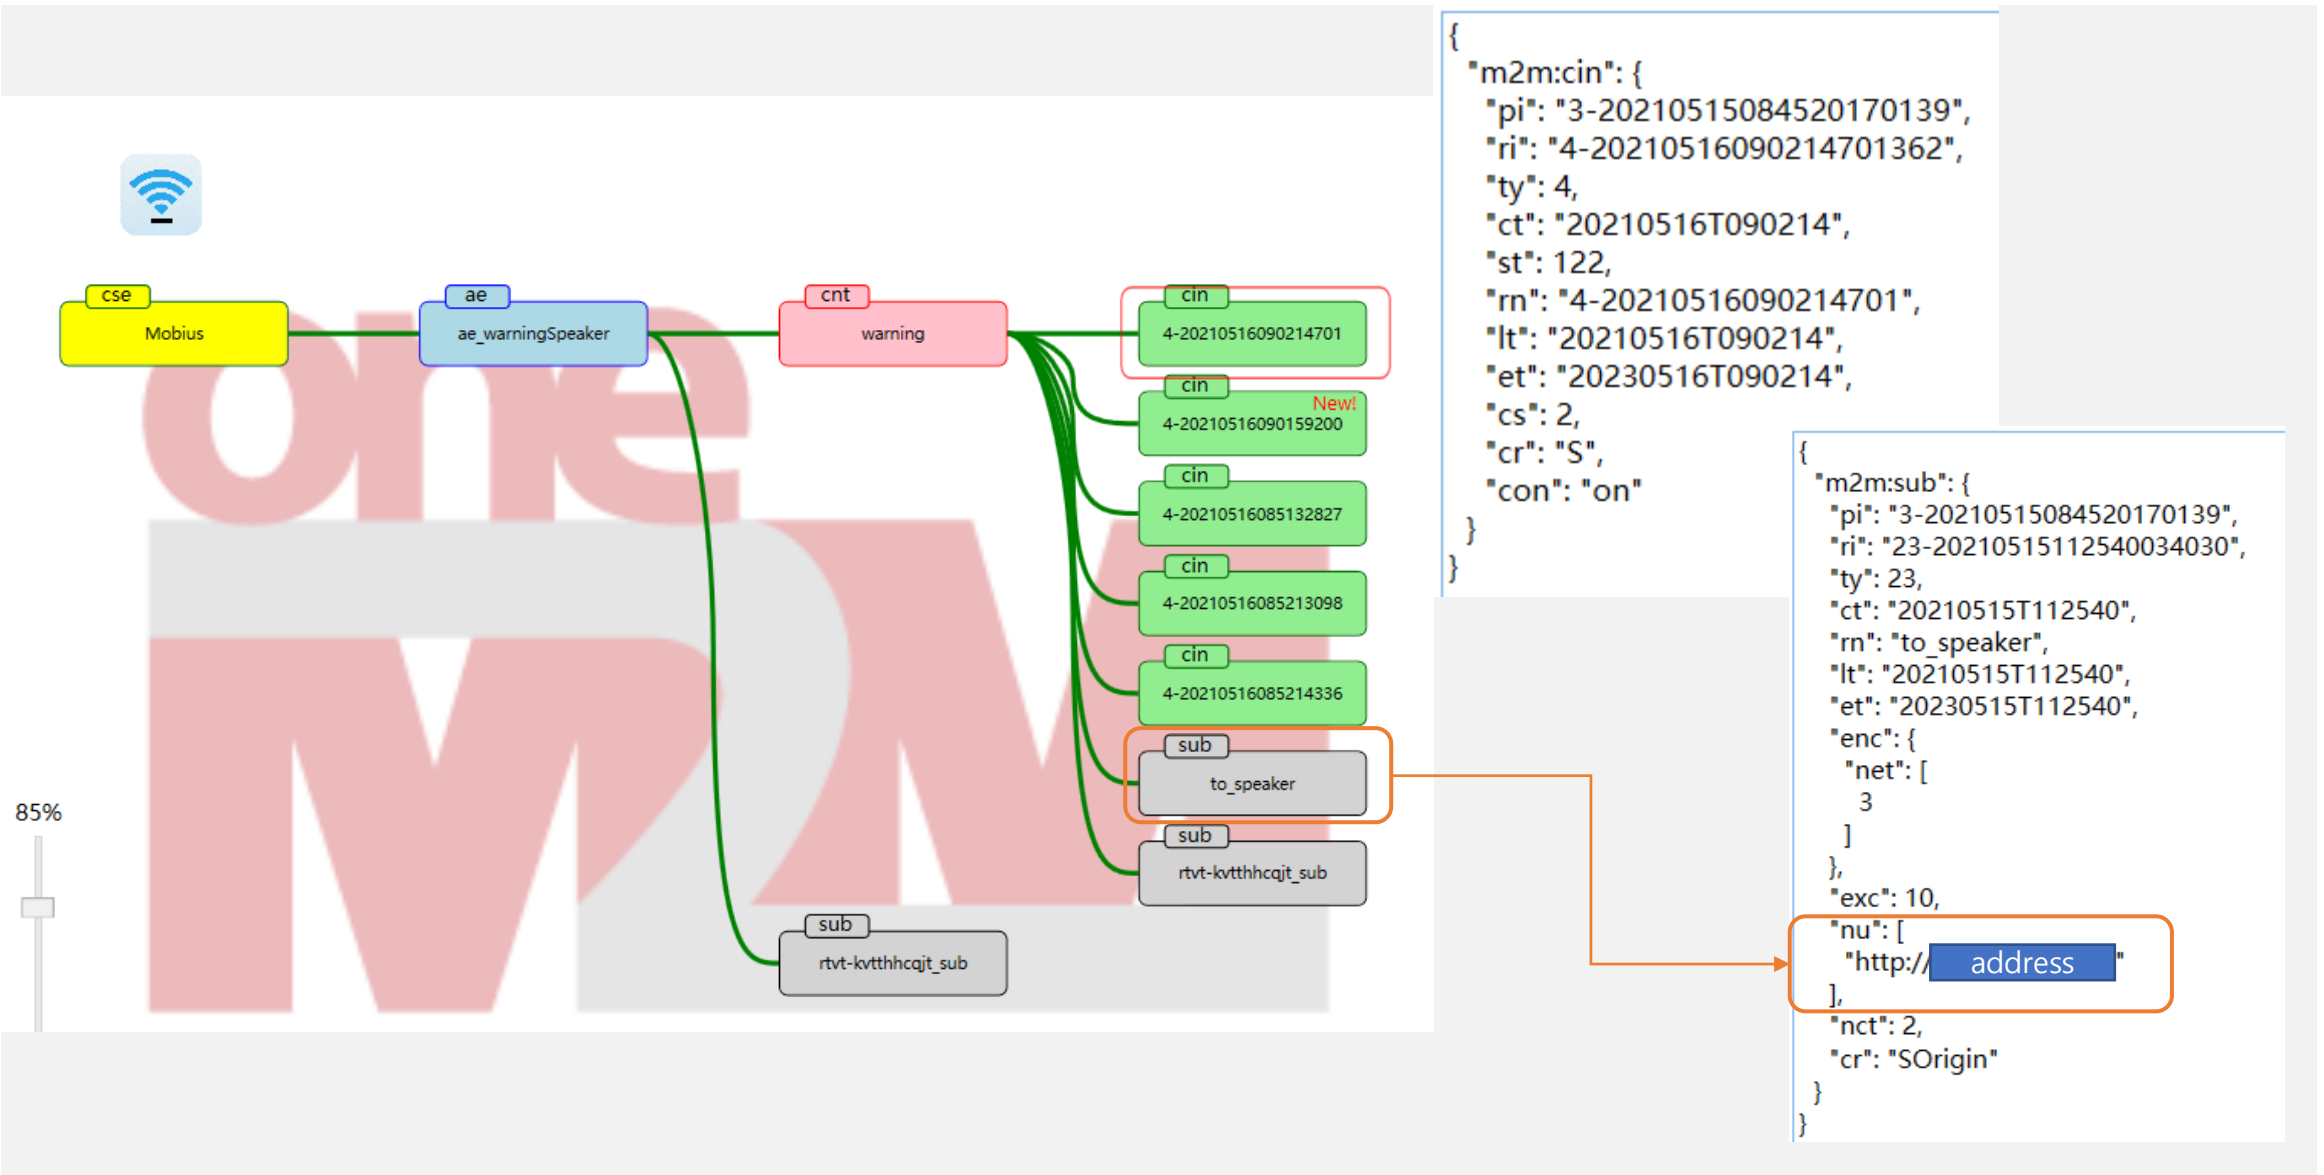 cse
Mobius
ae
ae_warningSpeaker
cnt
warning
cin
4-20210516090214701
cin
New!
4-20210516090159200
cin
4-20210516085132827
cin
4-20210516085213098
cin
4-20210516085214336
sub
to_speaker
sub
rtvt-kvtthhcqjt_sub
sub
rtvt-kvtthhcqjt_sub
85%
one
M2M
{
"m2m:cin": {
"pi": "3-20210515084520170139",
"ri": "4-20210516090214701362",
"ty": 4,
"ct": "20210516T090214",
"st": 122,
"rn": "4-20210516090214701",
"lt": "20210516T090214",
"et": "20230516T090214",
"cs": 2,
"cr": "S",
"con": "on"
}
}
{
"m2m:sub": {
"pi": "3-20210515084520170139",
"ri": "23-20210515112540034030",
"ty": 23,
"ct": "20210515T112540",
"rn": "to_speaker",
"lt": "20210515T112540",
"et": "20230515T112540",
"enc": {
"net": [
3
]
},
"exc": 10,
"nu": [
"http://address"
],
"nct": 2,
"cr": "SOrigin"
}
}